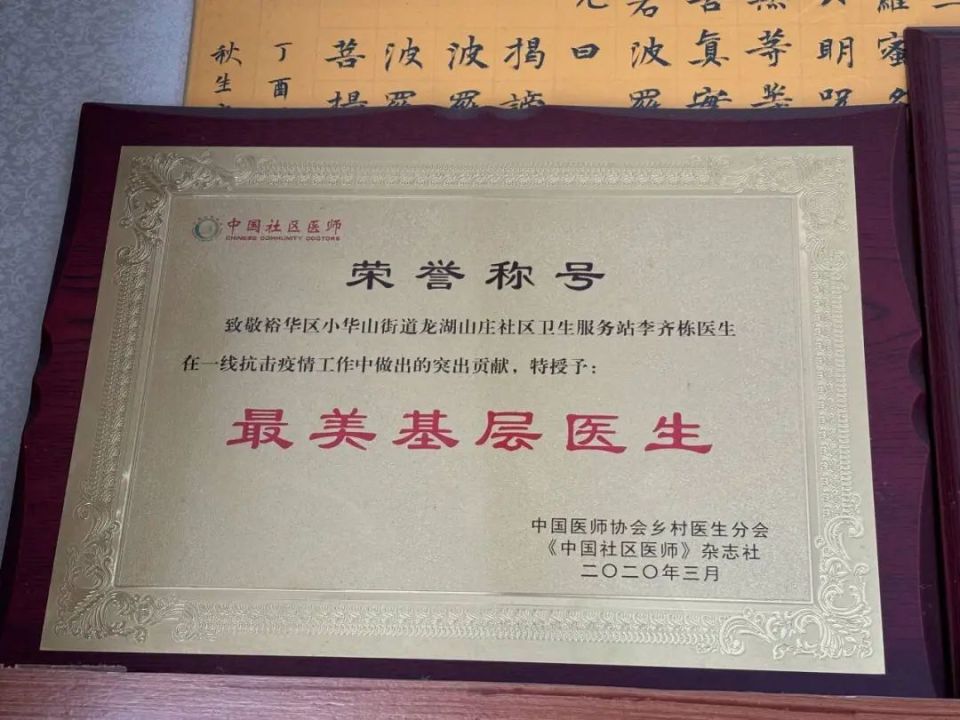 中国社区医师
CHINESE COMMUNITY DOCTORS
荣誉称号
致敬裕华区小华山街道龙湖山庄社区卫生服务站李齐栋医生
在一线抗击疫情工作中做出的突出贡献，特授予：
最美基层医生
中国医师协会乡村医生分会
《中国社区医师》杂志社
二〇二〇年三月
明
等
真
波
曰
揭
波
波
菩
丁酉
秋生